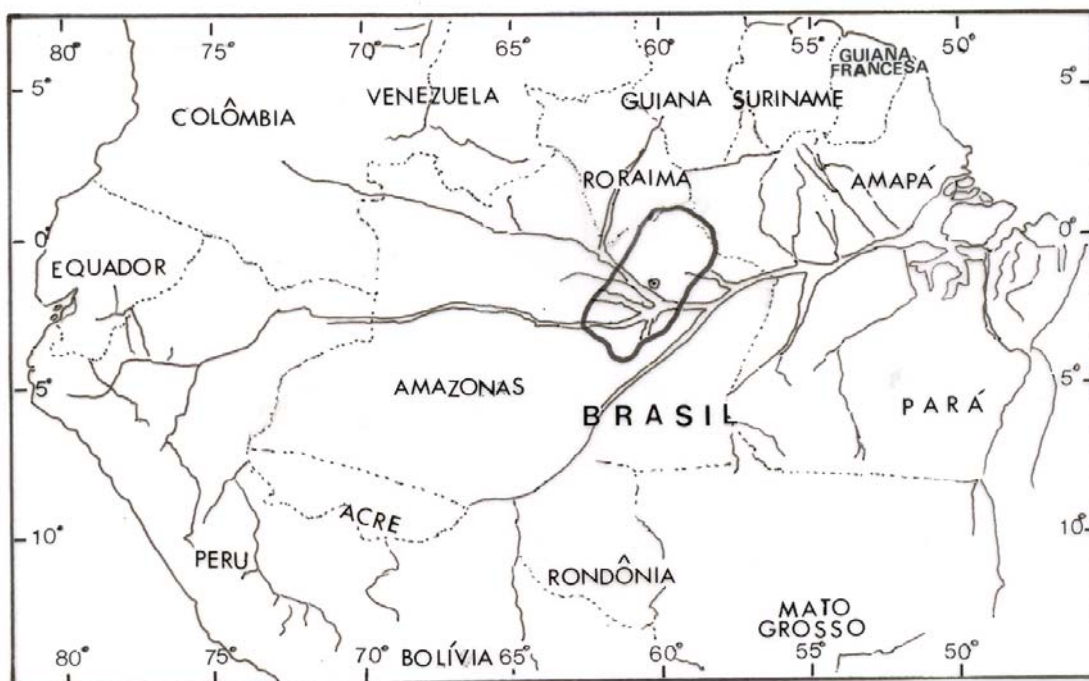 80° 75° 70° 65° 60° 55° 50°
GUIANA
FRANCESA
5° 5°
VENEZUELA GUIANA SURINAME
COLÔMBIA
RORAIMA AMAPÁ
0° 0°
EQUADOR
5° AMAZONAS 5°
BRASIL PARÁ
ACRE
10° 10°
PERU RONDÔNIA
MATO
GROSSO
BOLÍVIA
80° 75° 65° 60° 55° 50°